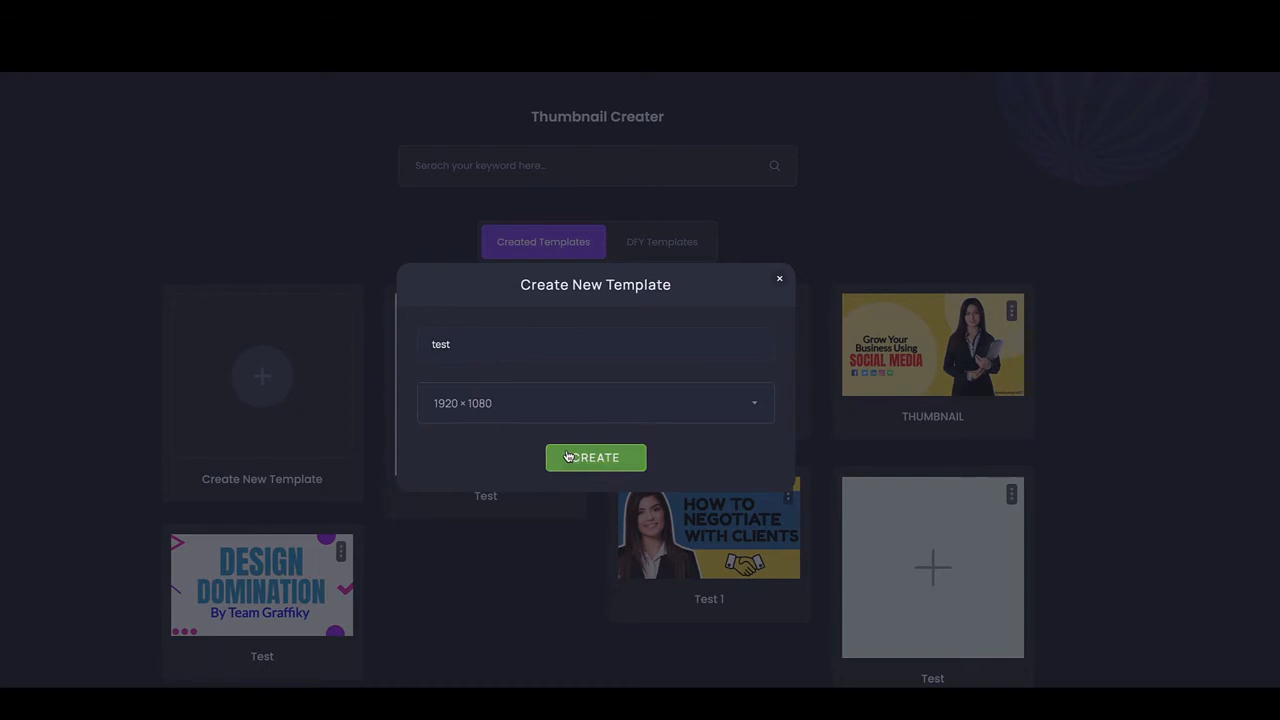 Thumbnail Creater
Serach your keyword here...
Created Templates
DFY Templates
Create New Template
×
test
1920 × 1080
CREATE
Create New Template
Test
Grow Your
Business Using
SOCIAL MEDIA
THUMBNAIL
DESIGN
DOMINATION
By Team Graffiky
Test
HOW TO
NEGOTIATE
WITH CLIENTS
Test 1
Test